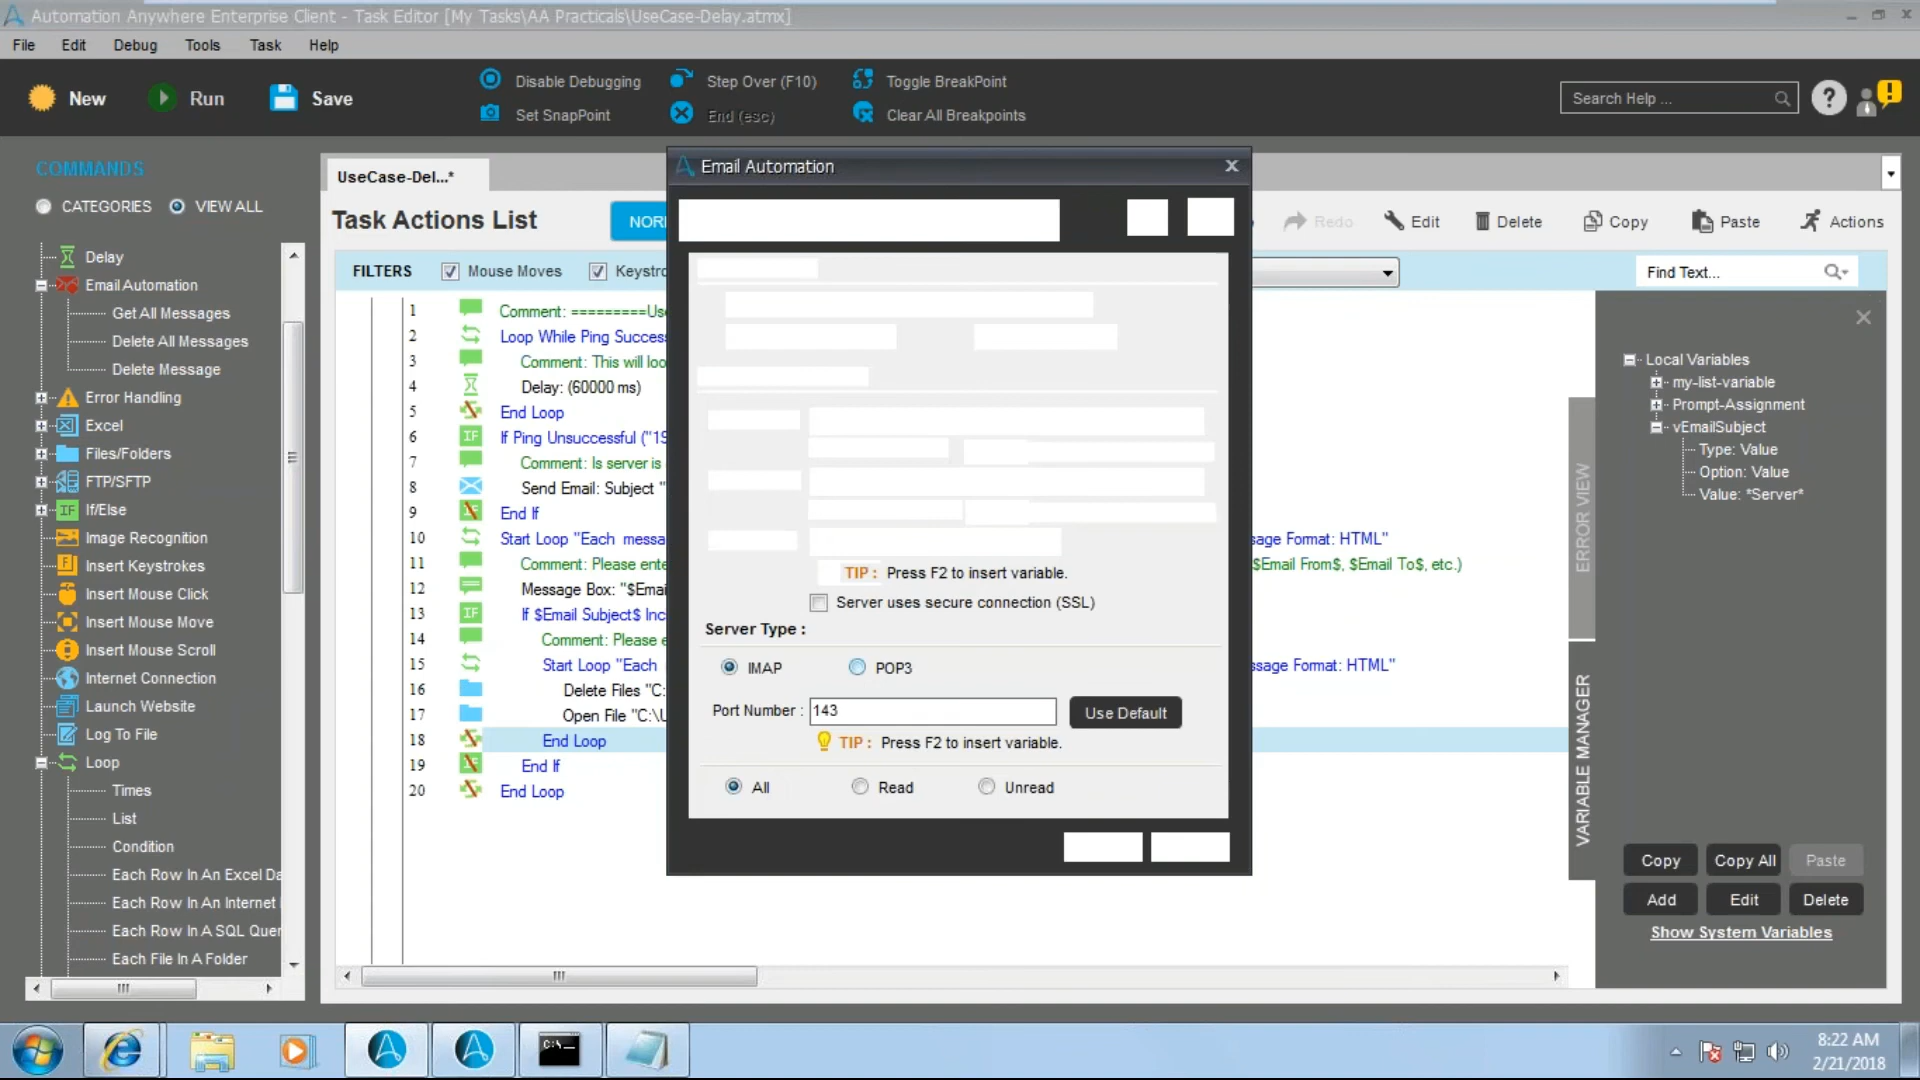 Automation Anywhere Enterprise Client - Task Editor [My Tasks\AA Practicals\UseCase-Delay.atmx]
File Edit Debug Tools Task Help
New Run Save
Disable Debugging Step Over (F10) Toggle BreakPoint
Set SnapPoint End (esc) Clear All Breakpoints
Search Help ...
COMMANDS
CATEGORIES VIEW ALL
Delay
Email Automation
Get All Messages
Delete All Messages
Delete Message
Error Handling
Excel
Files/Folders
FTP/SFTP
If/Else
Image Recognition
Insert Keystrokes
Insert Mouse Click
Insert Mouse Move
Insert Mouse Scroll
Internet Connection
Launch Website
Log To File
Loop
Times
List
Condition
Each Row In An Excel Da
Each Row In An Internet
Each Row In A SQL Quer
Each File In A Folder
UseCase-Del...*
Task Actions List
NOR
Redo Edit Delete Copy Paste Actions
FILTERS Mouse Moves Keystro
Find Text...
1 Comment: =========Us
2 Loop While Ping Succes
3 Comment: This will loo
4 Delay: (60000 ms)
5 End Loop
6 If Ping Unsuccessful ("19
7 Comment: Is server is
8 Send Email: Subject "
9 End If
10 Start Loop "Each messa
sage Format: HTML"
11 Comment: Please ente
$Email From$, $Email To$, etc.)
12 Message Box: "$Emai
13 If $Email Subject$ Inc
14 Comment: Please e
15 Start Loop "Each
ssage Format: HTML"
16 Delete Files "C:
17 Open File "C:\U
18 End Loop
19 End If
20 End Loop
Email Automation
TIP : Press F2 to insert variable.
Server uses secure connection (SSL)
Server Type :
IMAP POP3
Port Number : 143 Use Default
TIP : Press F2 to insert variable.
All Read Unread
ERROR VIEW
VARIABLE MANAGER
Local Variables
my-list-variable
Prompt-Assignment
vEmailSubject
Type: Value
Option: Value
Value: *Server*
Copy Copy All Paste
Add Edit Delete
Show System Variables
8:22 AM
2/21/2018